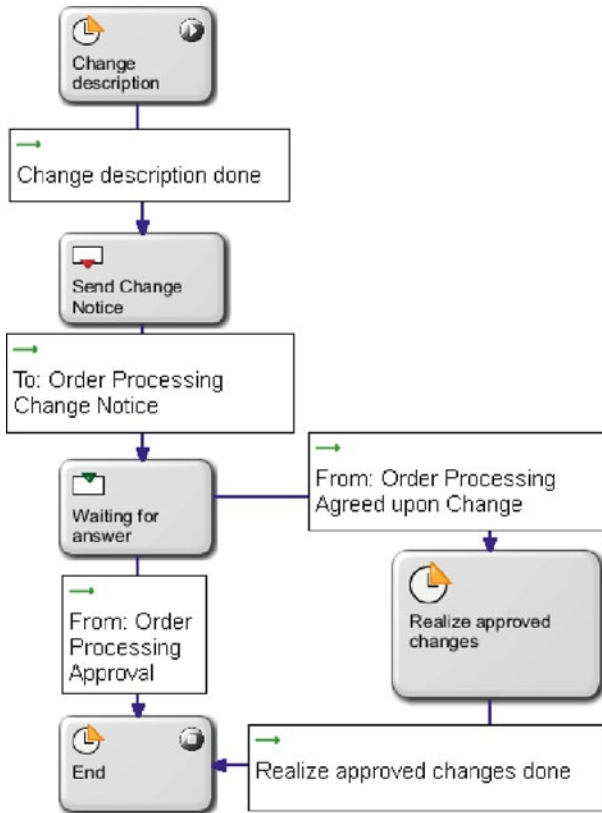 Change
description
Change description done
Send Change
Notice
To: Order Processing
Change Notice
Waiting for
answer
From: Order Processing
Agreed upon Change
Realize approved
changes
From: Order
Processing
Approval
End
Realize approved changes done